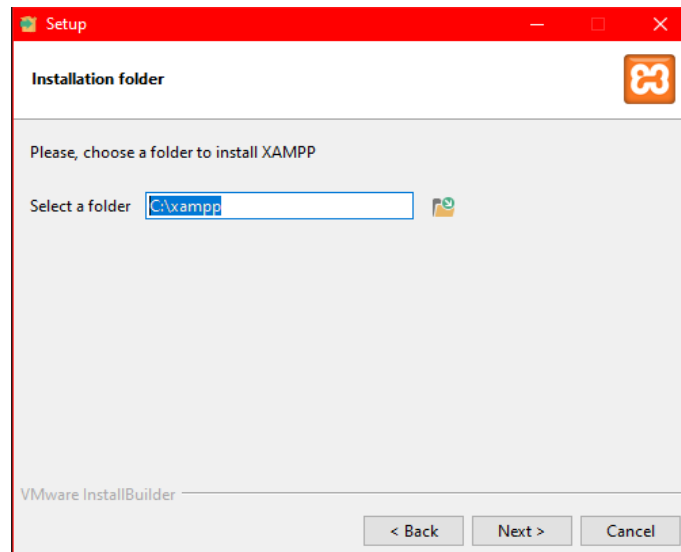 Setup
Installation folder
Please, choose a folder to install XAMPP
Select a folder C:\xampp
VMware InstallBuilder
< Back Next > Cancel